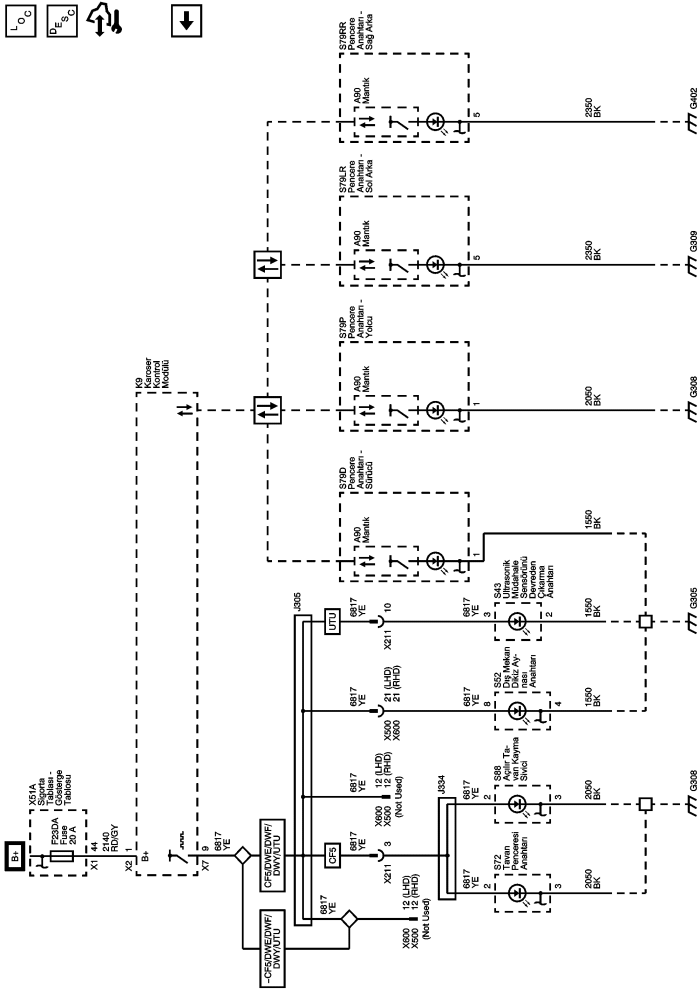 LOC
DESC
S79RR
Pencere
Anahtarı -
Sağ Arka
A90
Mantık
5
2350
BK
G402
S79LR
Pencere
Anahtarı -
Sol Arka
A90
Mantık
5
2350
BK
G309
S79P
Pencere
Anahtarı -
Yolcu
A90
Mantık
1
2050
BK
G308
S79D
Pencere
Anahtarı -
Sürücü
A90
Mantık
1
1550
BK
K9
Karoser
Kontrol
Modülü
B+
X51A
Sigorta
Tablası -
Gösterge
Tablosu
F23DA
Fuse
20 A
B+
X1
44
2140
RD/GY
X2
1
X7
9
6817
YE
CF5/DWE/DWF/
DWY/UTU
~CF5/DWE/DWF/
DWY/UTU
J305
UTU
6817
YE
X211
10
6817
YE
3
S43
Ultrasonik
Müdahale
Sensörünü
Devreden
Çıkarma
Anahtarı
2
1550
BK
G305
6817
YE
X500
X600
21 (LHD)
21 (RHD)
6817
YE
8
S52
Dış Mekan
Dikiz Ay-
nası
Anahtarı
4
1550
BK
6817
YE
X600
X500
12 (LHD)
12 (RHD)
(Not Used)
CF5
6817
YE
X211
3
J334
6817
YE
2
S88
Açılır Ta-
van Kayma
Sivici
3
2050
BK
G308
6817
YE
2
S72
Tavan
Penceresi
Anahtarı
3
2050
BK
6817
YE
X600
X500
12 (LHD)
12 (RHD)
(Not Used)